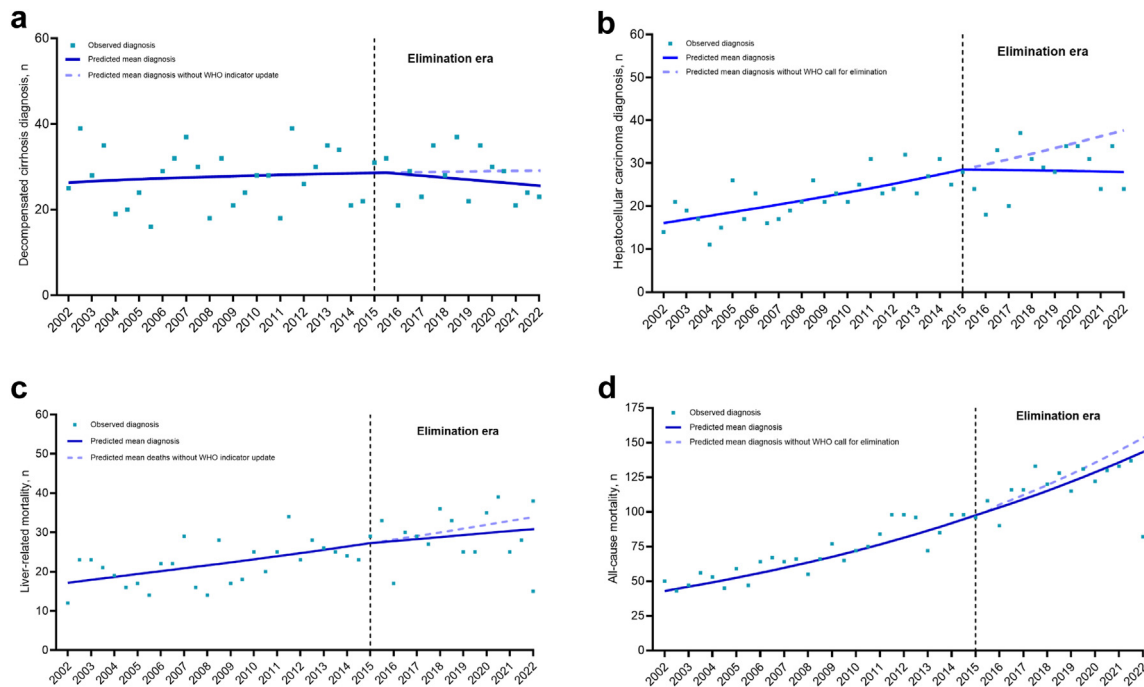 a
Observed diagnosis
Predicted mean diagnosis
Predicted mean diagnosis without WHO indicator update
Elimination era
Decompensated cirrhosis diagnosis, n
60
40
20
0
2002 2003 2004 2005 2006 2007 2008 2009 2010 2011 2012 2013 2014 2015 2016 2017 2018 2019 2020 2021 2022
b
Observed diagnosis
Predicted mean diagnosis
Predicted mean diagnosis without WHO call for elimination
Elimination era
Hepatocellular carcinoma diagnosis, n
60
50
40
30
20
10
0
2002 2003 2004 2005 2006 2007 2008 2009 2010 2011 2012 2013 2014 2015 2016 2017 2018 2019 2020 2021 2022
c
Observed diagnosis
Predicted mean diagnosis
Predicted mean deaths without WHO indicator update
Elimination era
Liver-related mortality, n
60
50
40
30
20
10
0
2002 2003 2004 2005 2006 2007 2008 2009 2010 2011 2012 2013 2014 2015 2016 2017 2018 2019 2020 2021 2022
d
Observed diagnosis
Predicted mean diagnosis
Predicted mean diagnosis without WHO call for elimination
Elimination era
All-cause mortality, n
175
150
125
100
75
50
25
0
2002 2003 2004 2005 2006 2007 2008 2009 2010 2011 2012 2013 2014 2015 2016 2017 2018 2019 2020 2021 2022